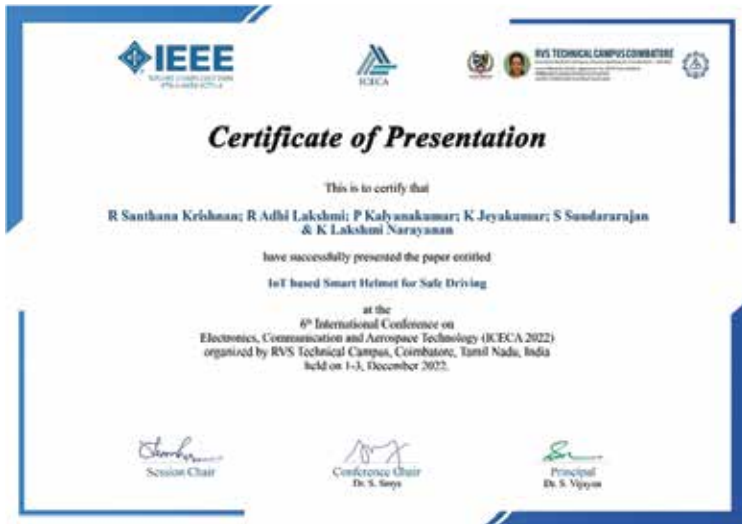 IEEE
ICECA
RVS TECHNICAL CAMPUS COIMBATORE
Certificate of Presentation
This is to certify that
R Santhana Krishnan; R Adhi Lakshmi; P Kalyanakumar; K Jeyakumar; S Sundararajan
& K Lakshmi Narayanan
have successfully presented the paper entitled
IoT based Smart Helmet for Safe Driving
at the
6th International Conference on
Electronics, Communication and Aerospace Technology (ICECA 2022)
organized by RVS Technical Campus, Coimbatore, Tamil Nadu, India
held on 1-3, December 2022.
Session Chair
Conference Chair
Principal
Dr. S.
Dr. S.